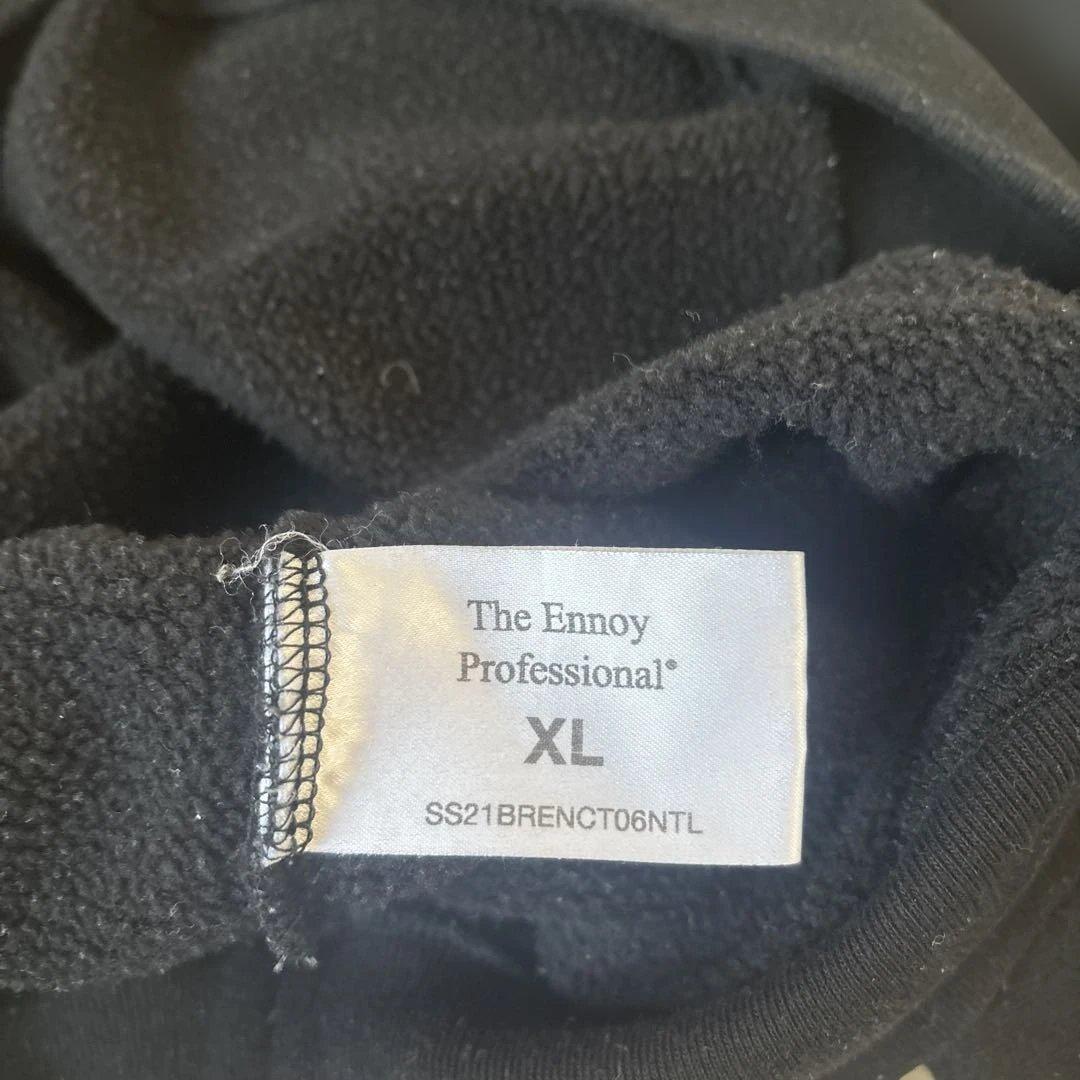 The Ennoy
Professional®
XL
SS21BRENCT06NTL